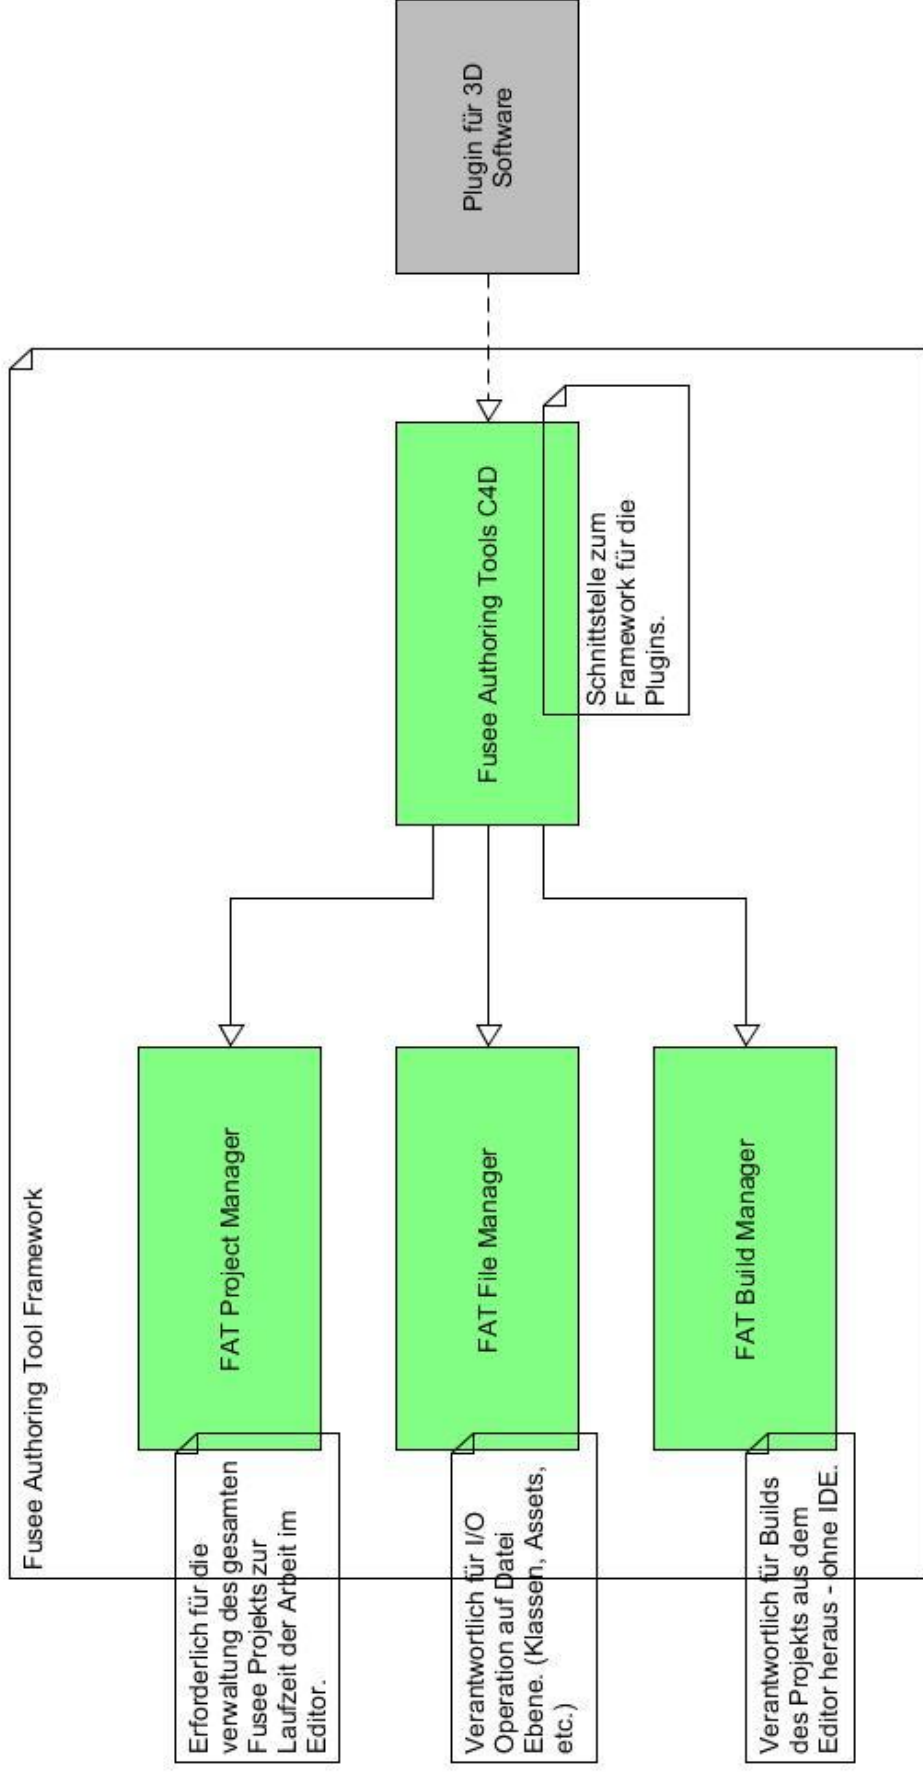 Fusee Authoring Tool Framework
Erforderlich für die
verwaltung des gesamten
Fusee Projekts zur
Laufzeit der Arbeit im
Editor.
FAT Project Manager
Verantwortlich für I/O
Operation auf Datei
Ebene. (Klassen, Assets,
etc.)
FAT File Manager
Verantwortlich für Builds
des Projekts aus dem
Editor heraus - ohne IDE.
FAT Build Manager
Fusee Authoring Tools C4D
Schnittstelle zum
Framework für die
Plugins.
Plugin für 3D
Software